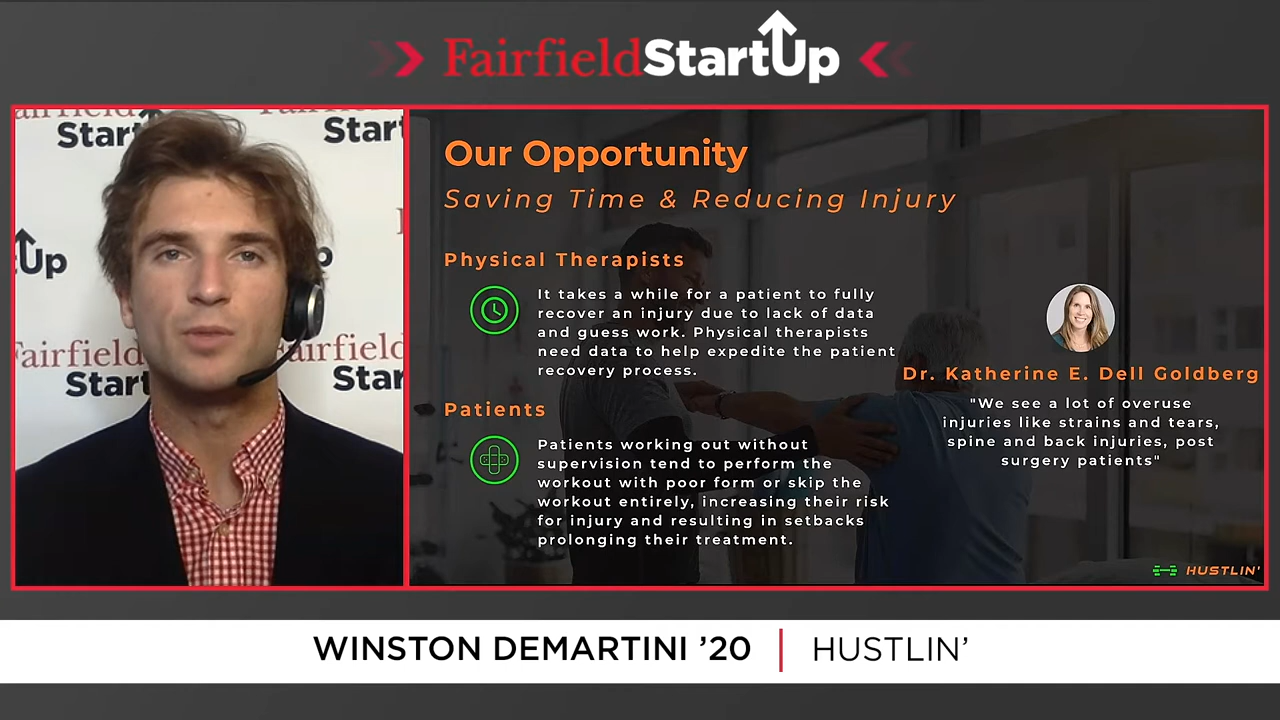 FairfieldStartUp
Fairfield
Start
Start
Up
Fairfield
Start
Fairfield
Start
Our Opportunity
Saving Time & Reducing Injury
Physical Therapists
It takes a while for a patient to fully
recover an injury due to lack of data
and guess work. Physical therapists
need data to help expedite the patient
recovery process.
Patients
Patients working out without
supervision tend to perform the
workout with poor form or skip the
workout entirely, increasing their risk
for injury and resulting in setbacks
prolonging their treatment.
Dr. Katherine E. Dell Goldberg
"We see a lot of overuse
injuries like strains and tears,
spine and back injuries, post
surgery patients"
HUSTLIN'
WINSTON DEMARTINI ’20 | HUSTLIN’